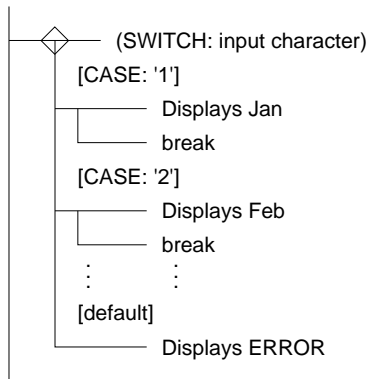 (SWITCH: input character)
[CASE: '1']
Displays Jan
break
[CASE: '2']
Displays Feb
break
[default]
Displays ERROR